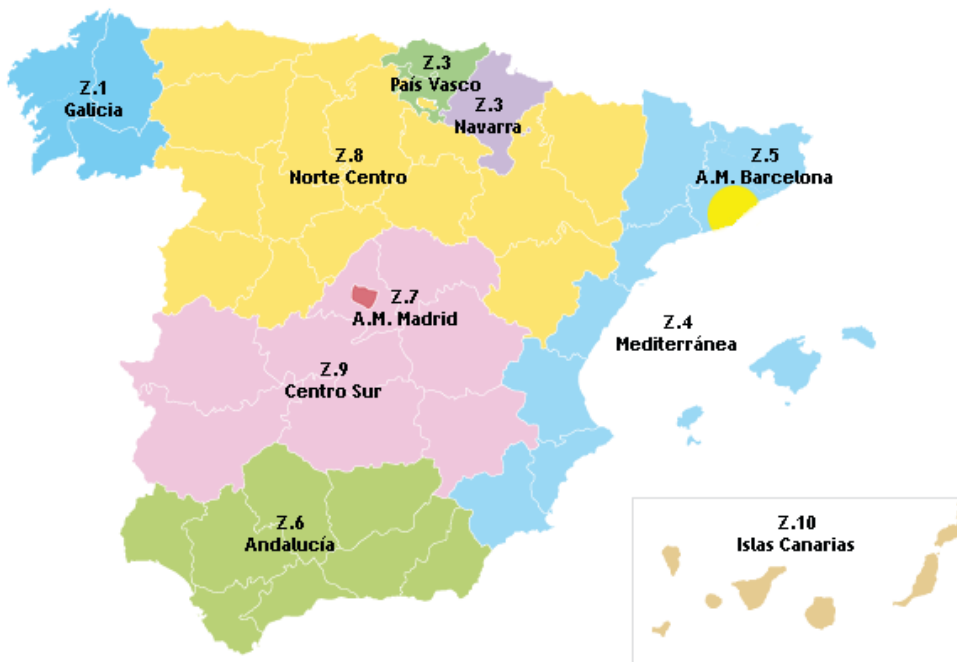 Z.1
Galicia
Z.3
País Vasco
Z.3
Navarra
Z.8
Norte Centro
Z.5
A.M. Barcelona
Z.7
A.M. Madrid
Z.4
Mediterránea
Z.9
Centro Sur
Z.6
Andalucía
Z.10
Islas Canarias